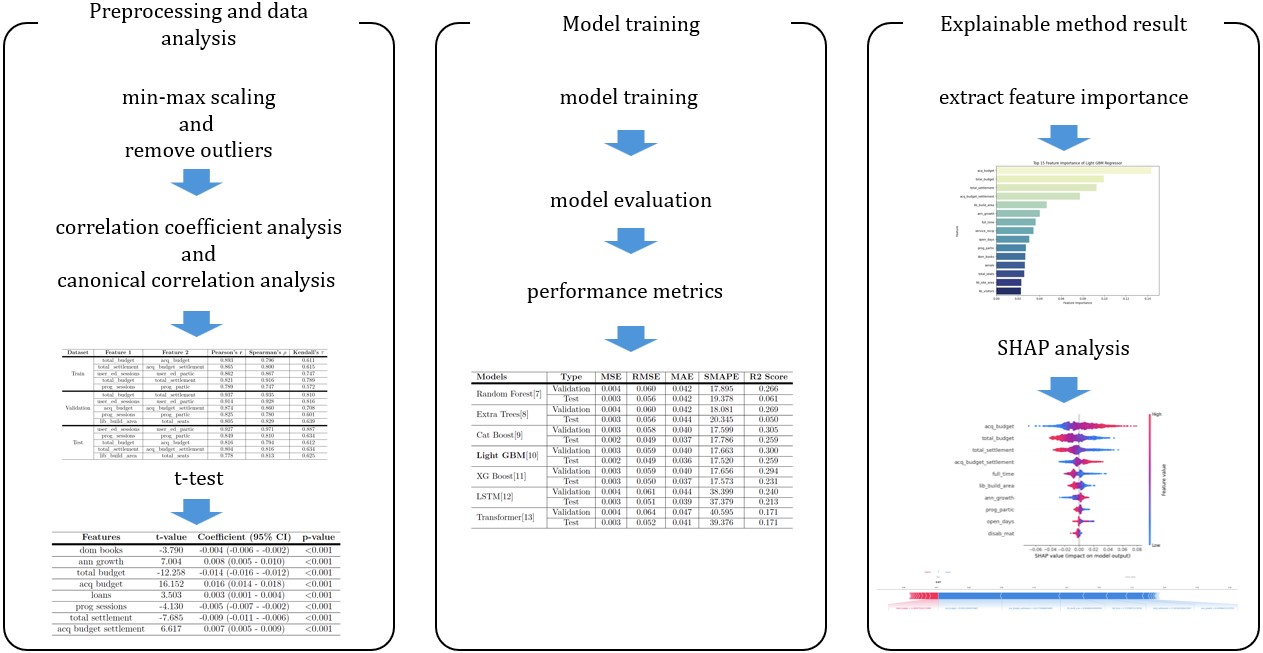 Preprocessing and data
analysis
min-max scaling
and
remove outliers
correlation coefficient analysis
and
canonical correlation analysis
Dataset Feature 1 Feature 2 Pearson's r Spearman's ρ Kendall's τ
Train
total_budget acq_budget 0.893 0.796 0.611
total_settlement acq_budget_settlement 0.865 0.800 0.615
user_ed_sessions user_ed_partic 0.862 0.867 0.747
total_budget total_settlement 0.821 0.916 0.780
prog_sessions prog_partic 0.780 0.747 0.572
Validation
total_budget total_settlement 0.937 0.935 0.810
user_ed_sessions user_ed_partic 0.914 0.928 0.816
acq_budget acq_budget_settlement 0.874 0.860 0.708
prog_sessions prog_partic 0.825 0.780 0.601
lib_build_area total_seats 0.805 0.829 0.639
Test
user_ed_sessions user_ed_partic 0.927 0.971 0.887
prog_sessions prog_partic 0.849 0.810 0.634
total_budget acq_budget 0.816 0.794 0.612
total_settlement acq_budget_settlement 0.804 0.816 0.634
lib_build_area total_seats 0.778 0.813 0.625
t-test
Features t-value Coefficient (95% CI) p-value
dom books -3.790 -0.004 (-0.006 - -0.002) <0.001
ann growth 7.004 0.008 (0.005 - 0.010) <0.001
total budget -12.258 -0.014 (-0.016 - -0.012) <0.001
acq budget 16.152 0.016 (0.014 - 0.018) <0.001
loans 3.503 0.003 (0.001 - 0.004) <0.001
prog sessions -4.130 -0.005 (-0.007 - -0.002) <0.001
total settlement -7.685 -0.009 (-0.011 - -0.006) <0.001
acq budget settlement 6.617 0.007 (0.005 - 0.009) <0.001
Model training
model training
model evaluation
performance metrics
Models Type MSE RMSE MAE SMAPE R2 Score
Random Forest[7]
Validation 0.004 0.060 0.042 17.895 0.266
Test 0.003 0.056 0.042 19.378 0.061
Extra Trees[8]
Validation 0.004 0.060 0.042 18.081 0.269
Test 0.003 0.056 0.044 20.345 0.050
Cat Boost[9]
Validation 0.003 0.058 0.040 17.599 0.305
Test 0.002 0.049 0.037 17.786 0.259
Light GBM[10]
Validation 0.003 0.059 0.040 17.663 0.300
Test 0.002 0.049 0.036 17.520 0.259
XG Boost[11]
Validation 0.003 0.059 0.040 17.656 0.294
Test 0.003 0.050 0.037 17.573 0.231
LSTM[12]
Validation 0.004 0.061 0.044 38.399 0.240
Test 0.003 0.051 0.039 37.379 0.213
Transformer[13]
Validation 0.004 0.064 0.047 40.595 0.171
Test 0.003 0.052 0.041 39.376 0.171
Explainable method result
extract feature importance
Top 15 Feature Importance of Light GBM Regressor
acq_budget
total_budget
total_settlement
acq_budget_settlement
lib_build_area
ann_growth
full_time
service_temp
open_days
prog_partic
dom_books
total_seats
lib_site_area
lib_visitors
0.00 0.02 0.04 0.06 0.08 0.10 0.12 0.14
Feature Importance
SHAP analysis
High
acq_budget
total_budget
total_settlement
acq_budget_settlement
full_time
lib_build_area
ann_growth
prog_partic
open_days
disab_mat
Feature value
Low
-0.06 -0.04 -0.02 0.00 0.02 0.04 0.06 0.08
SHAP value (impact on model output)